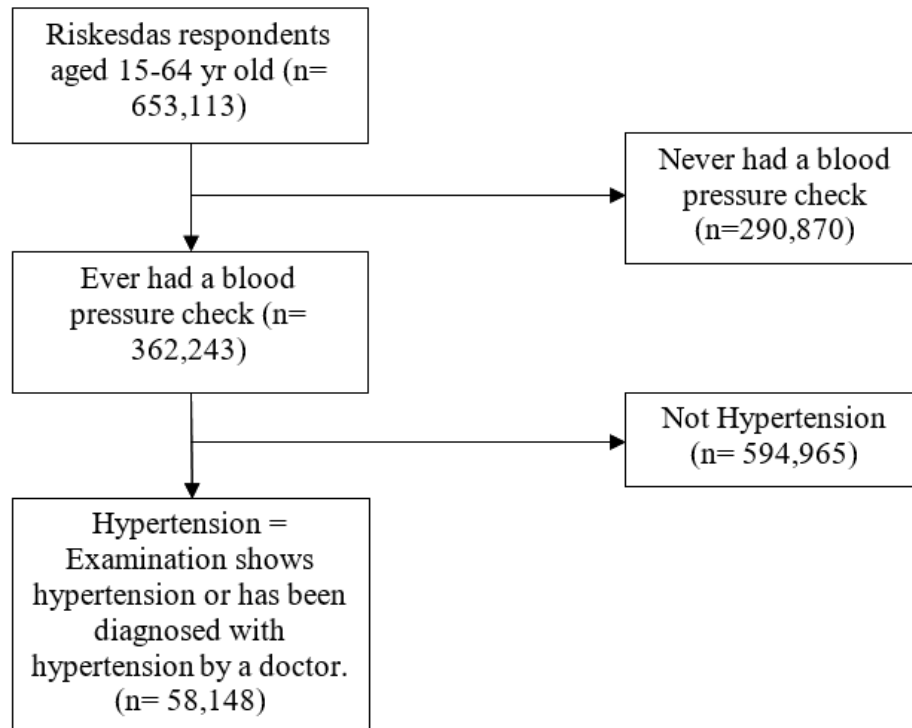 Riskesdas respondents
aged 15-64 yr old (n=
653,113)
Never had a blood
pressure check
(n=290,870)
Ever had a blood
pressure check (n=
362,243)
Not Hypertension
(n= 594,965)
Hypertension =
Examination shows
hypertension or has been
diagnosed with
hypertension by a doctor.
(n= 58,148)